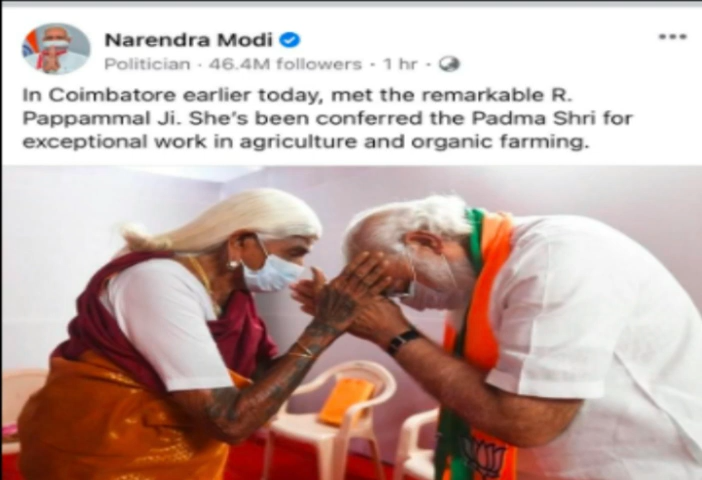 Narendra Modi
Politician · 46.4M followers · 1 hr ·
In Coimbatore earlier today, met the remarkable R.
Pappammal Ji. She's been conferred the Padma Shri for
exceptional work in agriculture and organic farming.